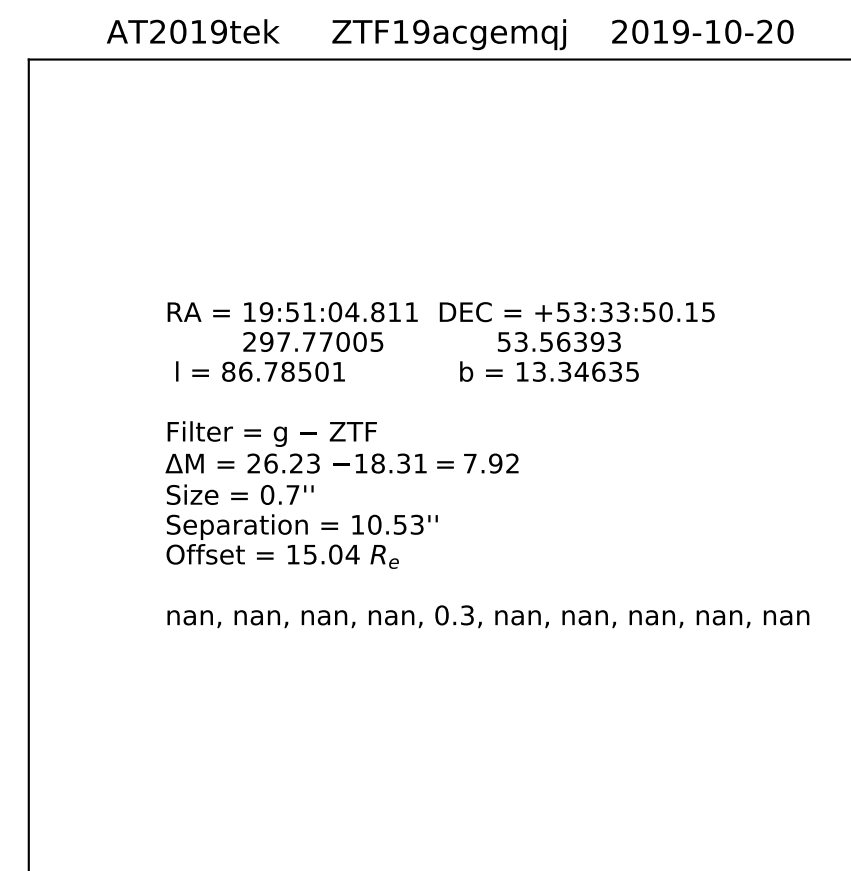 AT2019tek ZTF19acgemqj 2019-10-20
RA = 19:51:04.811 DEC = +53:33:50.15
297.77005 53.56393
l = 86.78501 b = 13.34635
Filter = g − ZTF
ΔM = 26.23 −18.31 = 7.92
Size = 0.7''
Separation = 10.53''
Offset = 15.04 Re
nan, nan, nan, nan, 0.3, nan, nan, nan, nan, nan